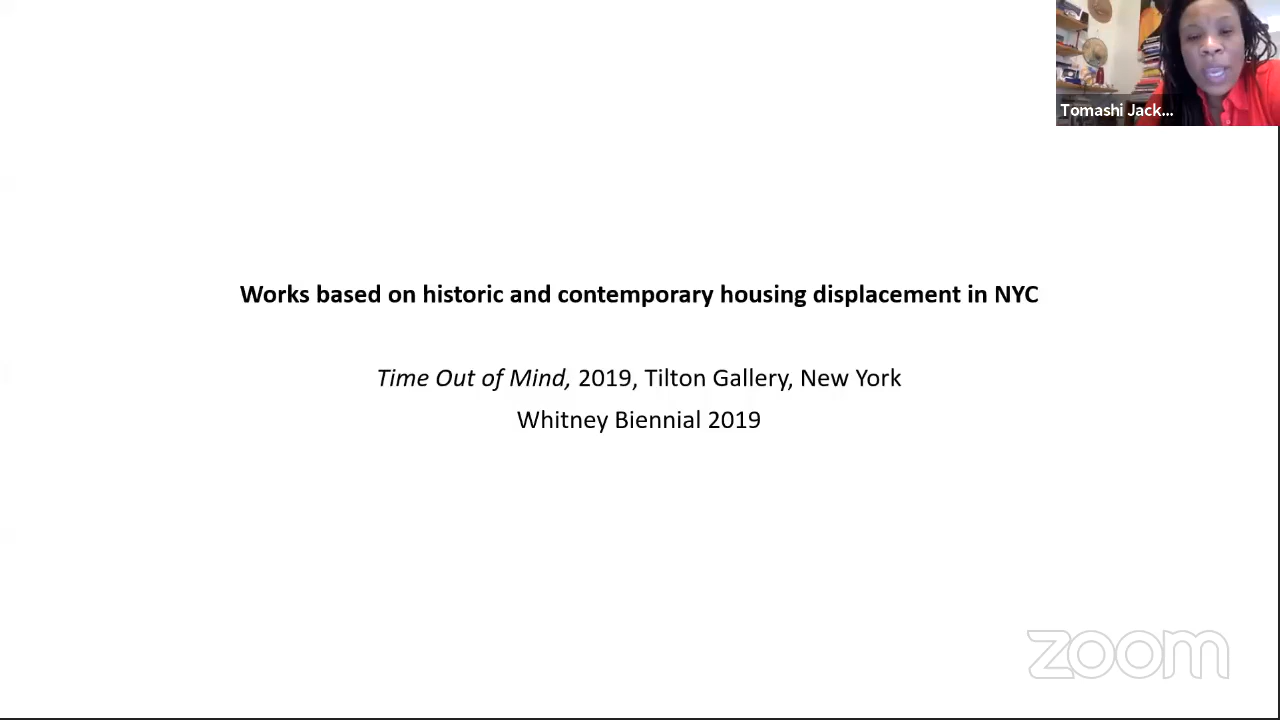 Tomashi Jack...
Works based on historic and contemporary housing displacement in NYC
Time Out of Mind, 2019, Tilton Gallery, New York
Whitney Biennial 2019
zoom